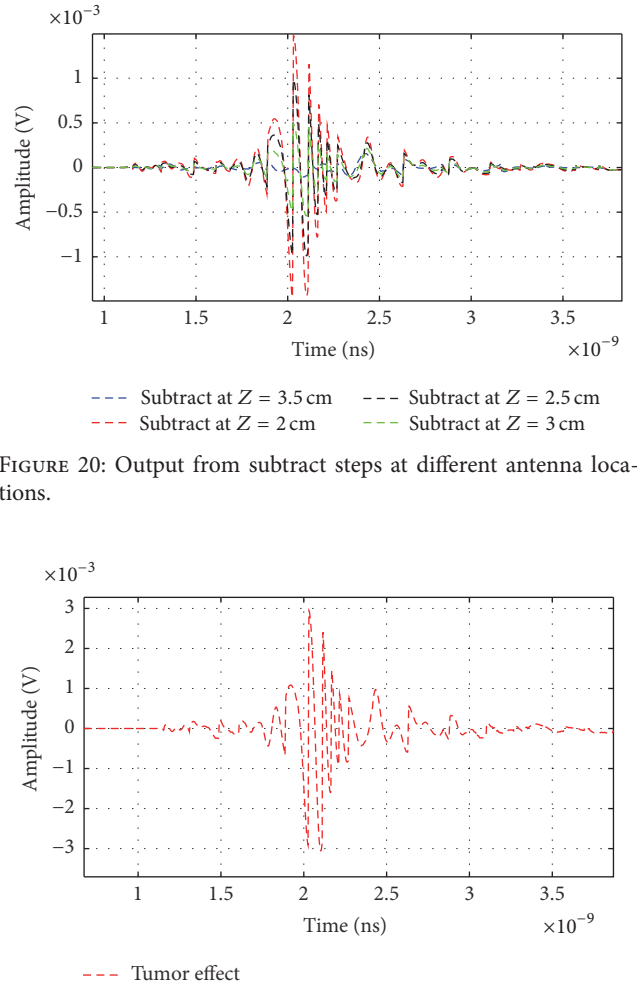 ×10−3
1
0.5
0
−0.5
−1
Amplitude (V)
1
1.5
2
2.5
3
3.5
Time (ns)
×10−9
Subtract at Z = 3.5 cm
Subtract at Z = 2.5 cm
Subtract at Z = 2 cm
Subtract at Z = 3 cm
FIGURE 20: Output from subtract steps at different antenna loca-
tions.
×10−3
3
2
1
0
−1
−2
−3
Amplitude (V)
1
1.5
2
2.5
3
3.5
Time (ns)
×10−9
Tumor effect